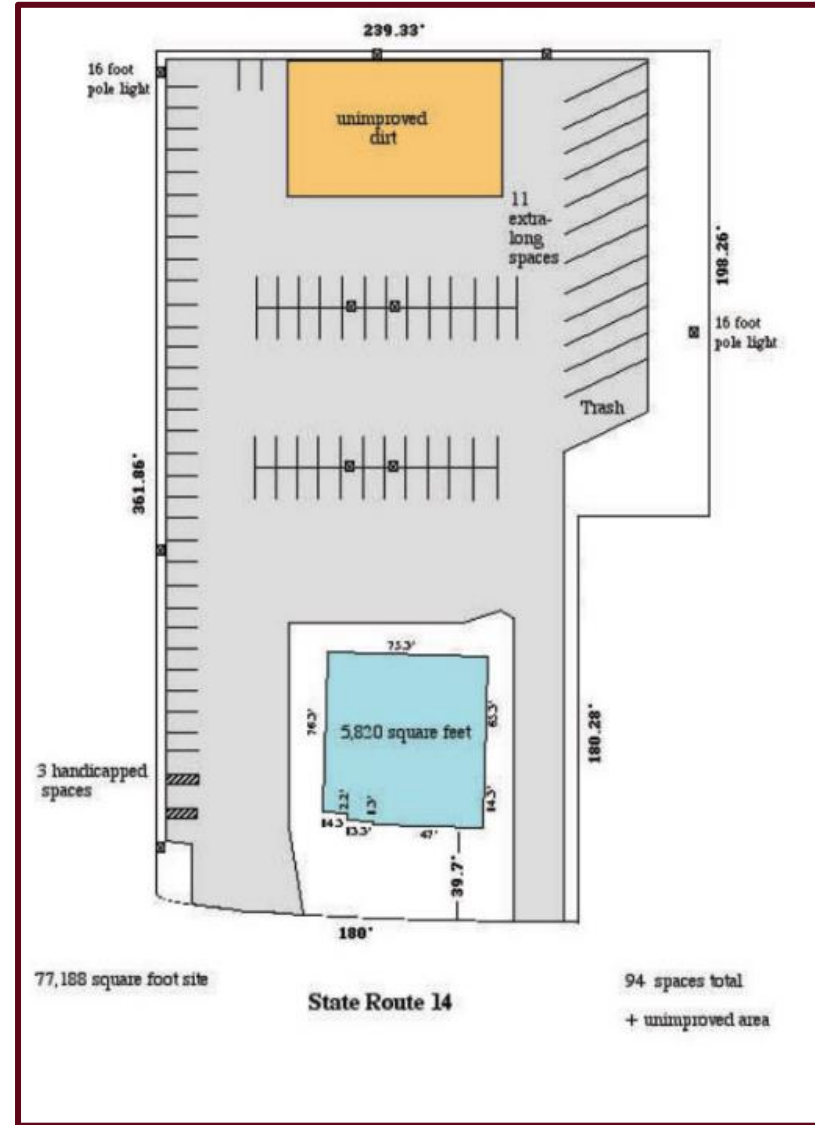 239.33'
16 foot
pole light
unimproved
dirt
11
extra-
long
spaces
198.26'
16 foot
pole light
Trash
361.86'
75.3'
76.3'
5,820 square feet
65.3'
180.28'
3 handicapped
spaces
2.2'
1.3'
14.3'
14.3
13.3'
47'
39.7'
180'
77,188 square foot site
94 spaces total
State Route 14
+ unimproved area